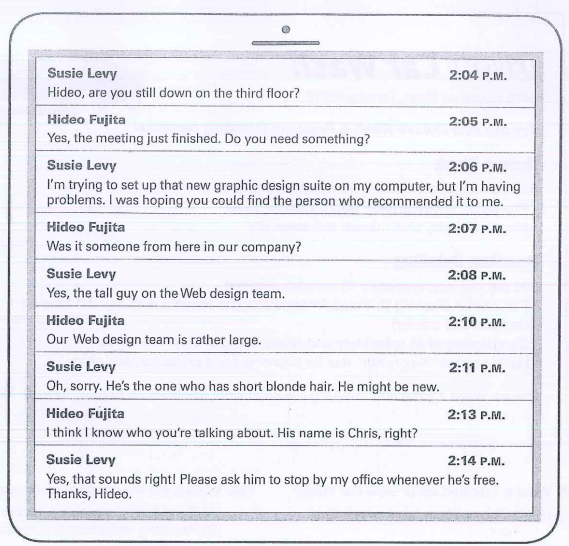 Susie Levy 2:04 P.M.
Hideo, are you still down on the third floor?
Hideo Fujita 2:05 P.M.
Yes, the meeting just finished. Do you need something?
Susie Levy 2:06 P.M.
I'm trying to set up that new graphic design suite on my computer, but I'm having
problems. I was hoping you could find the person who recommended it to me.
Hideo Fujita 2:07 P.M.
Was it someone from here in our company?
Susie Levy 2:08 P.M.
Yes, the tall guy on the Web design team.
Hideo Fujita 2:10 P.M.
Our Web design team is rather large.
Susie Levy 2:11 P.M.
Oh, sorry. He's the one who has short blonde hair. He might be new.
Hideo Fujita 2:13 P.M.
I think I know who you're talking about. His name is Chris, right?
Susie Levy 2:14 P.M.
Yes, that sounds right! Please ask him to stop by my office whenever he's free.
Thanks, Hideo.